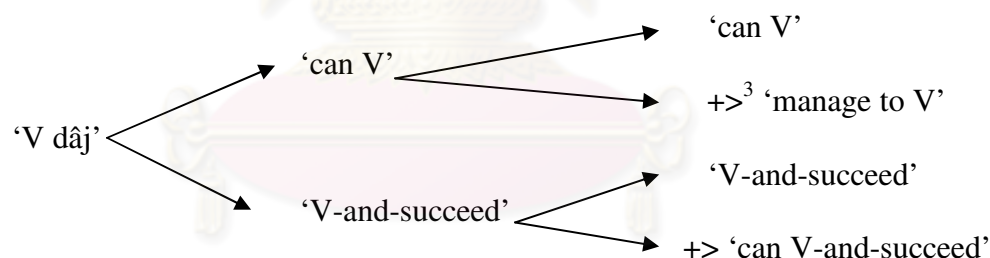 ‘can V’
‘can V’
+>3 ‘manage to V’
‘V dâj’
‘V-and-succeed’
‘V-and-succeed’
+> ‘can V-and-succeed’